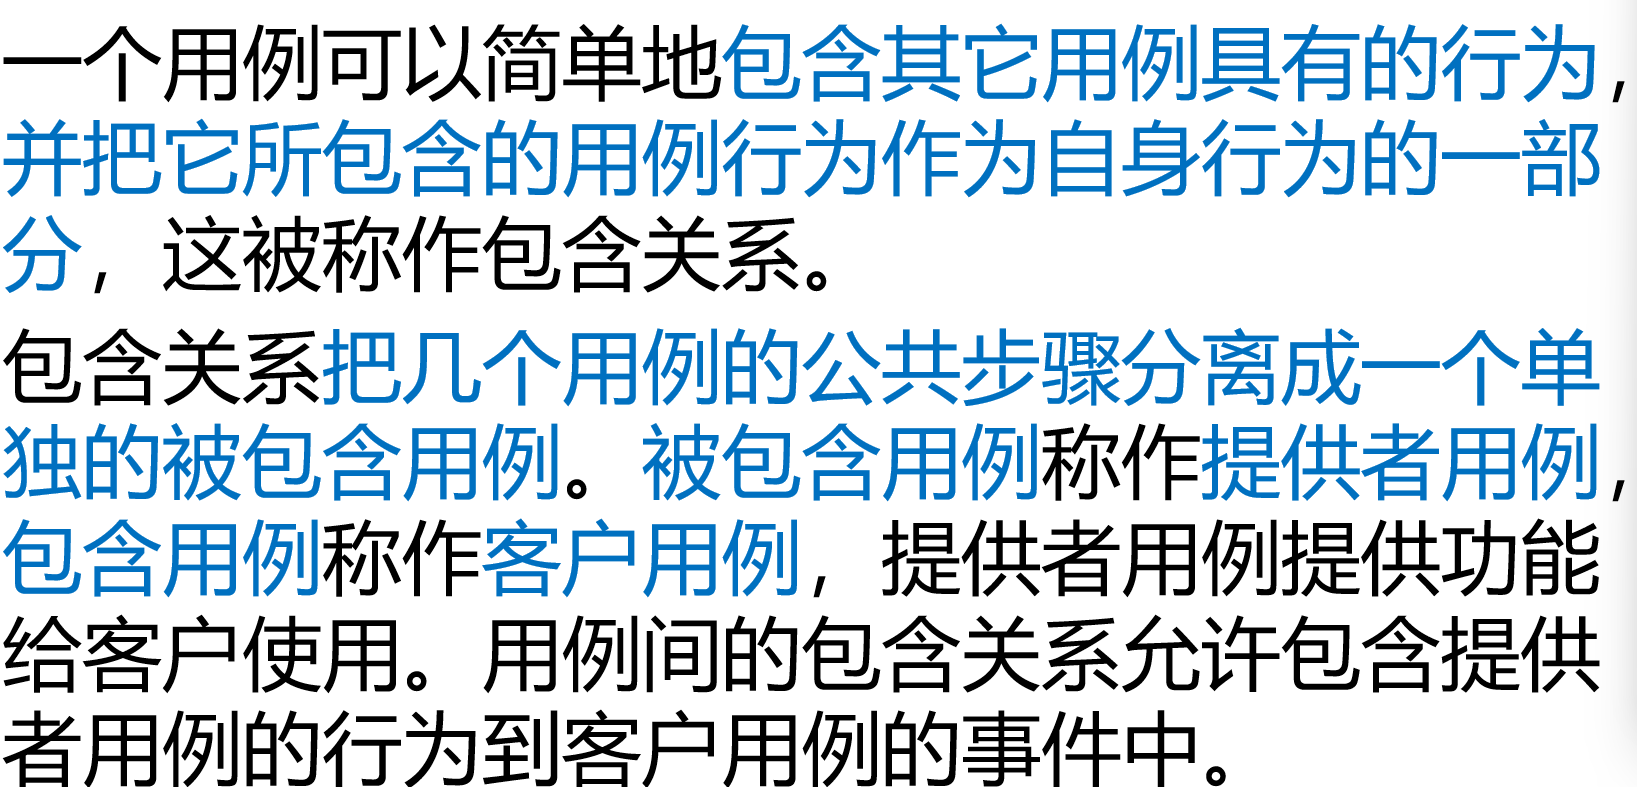 一个用例可以简单地包含其它用例具有的行为，
并把它所包含的用例行为作为自身行为的一部
分，这被称作包含关系。
包含关系把几个用例的公共步骤分离成一个单
独的被包含用例。被包含用例称作提供者用例，
包含用例称作客户用例，提供者用例提供功能
给客户使用。用例间的包含关系允许包含提供
者用例的行为到客户用例的事件中。